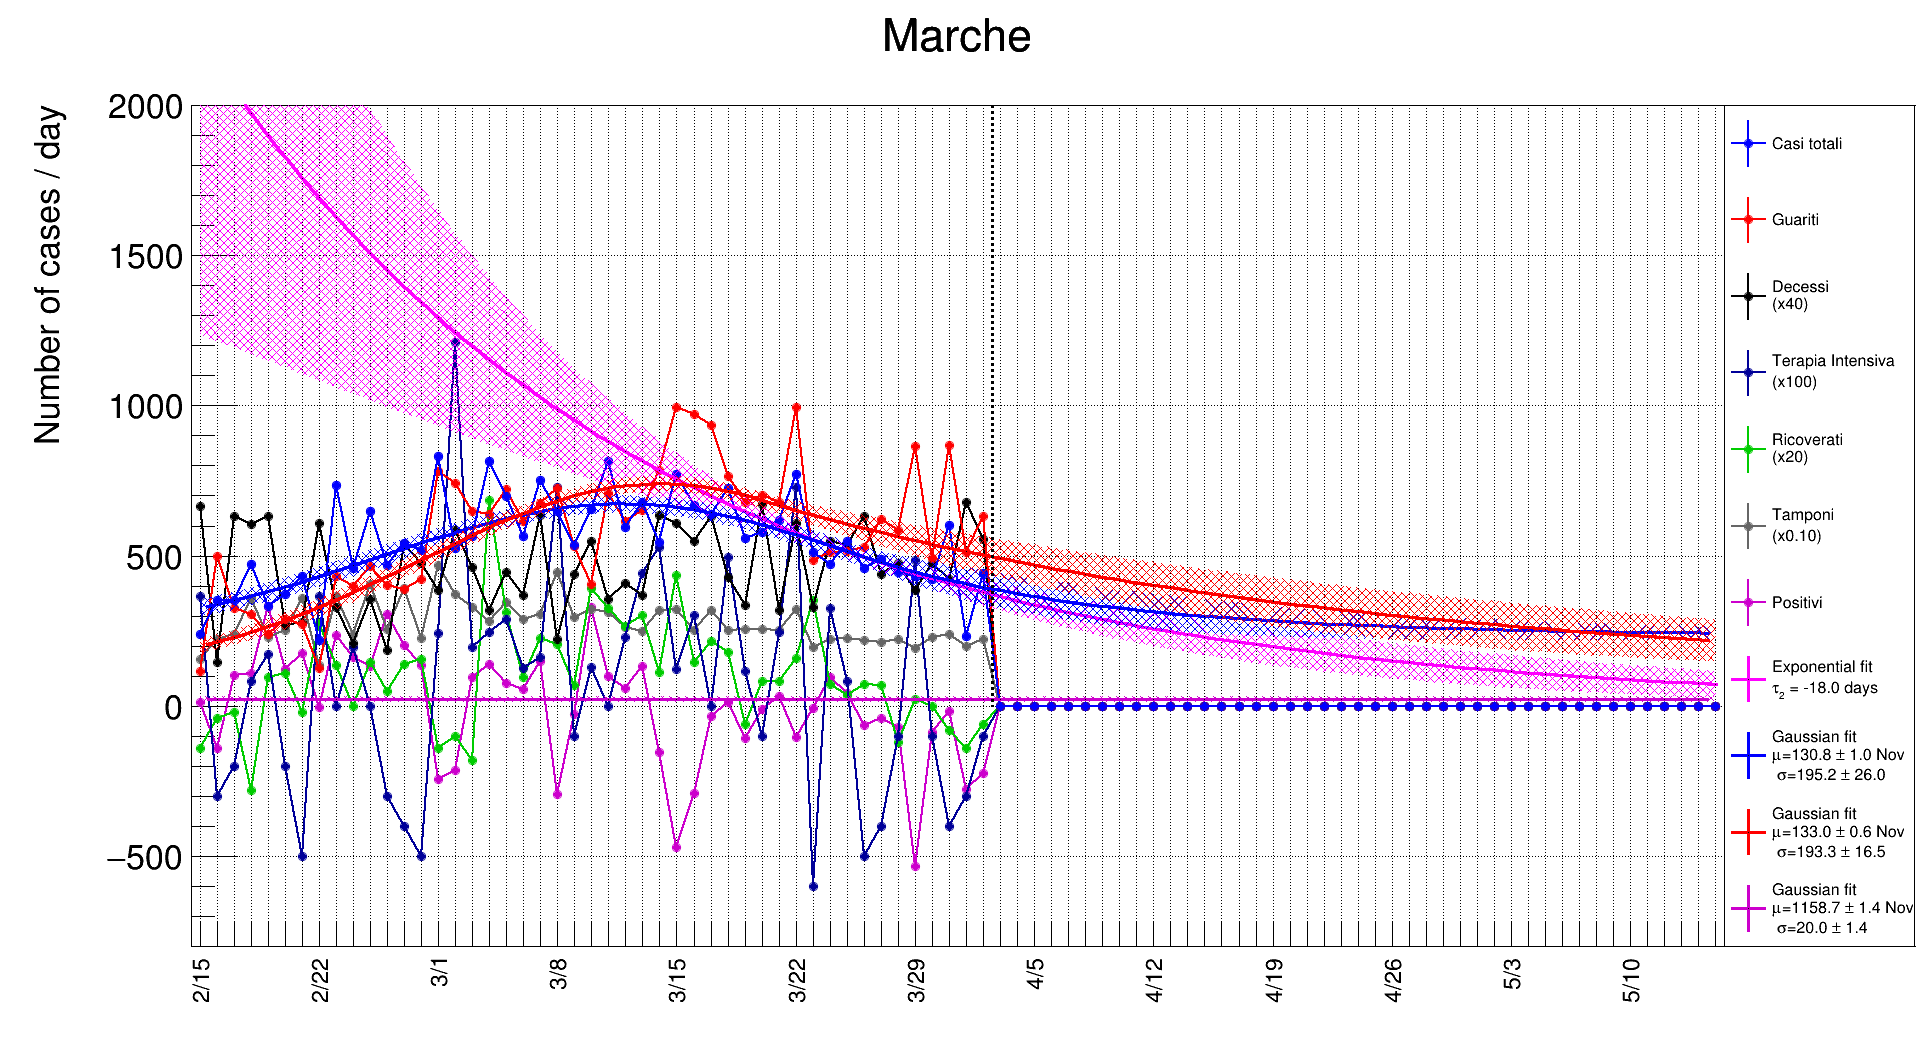 Marche
Number of cases / day
2000
1500
1000
500
0
−500
2/15
2/22
3/1
3/8
3/15
3/22
3/29
4/5
4/12
4/19
4/26
5/3
5/10
Casi totali
Guariti
Decessi
(x40)
Terapia Intensiva
(x100)
Ricoverati
(x20)
Tamponi
(x0.10)
Positivi
Exponential fit
τ₂ = -18.0 days
Gaussian fit
μ=130.8 ± 1.0 Nov
σ=195.2 ± 26.0
Gaussian fit
μ=133.0 ± 0.6 Nov
σ=193.3 ± 16.5
Gaussian fit
μ=1158.7 ± 1.4 Nov
σ=20.0 ± 1.4